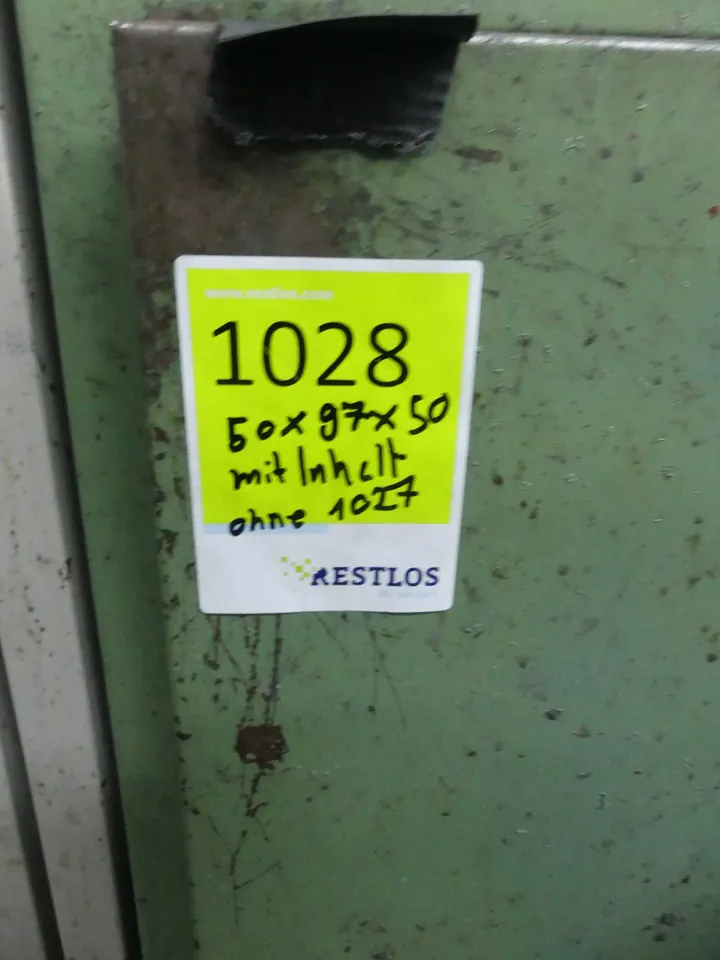 www.restlos.com
1028
50x97x50
mit Inhalt
ohne 1027
RESTLOS